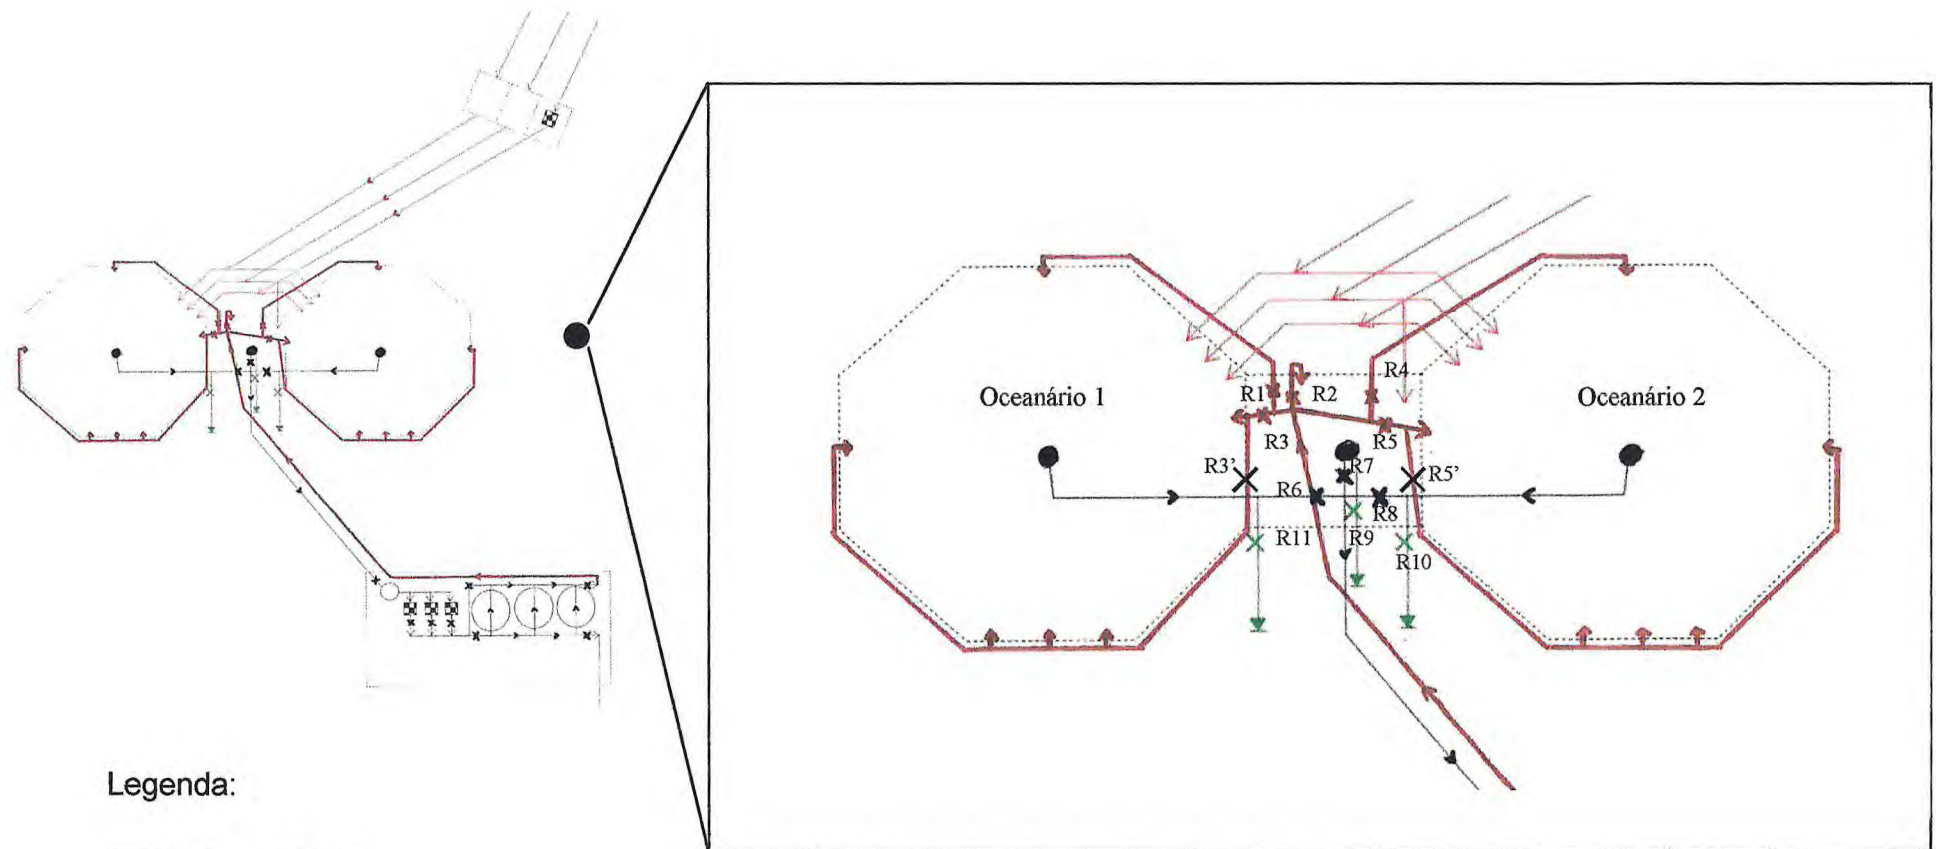 Oceanário 1
Oceanário 2
R1
R2
R4
R3
R5
R3'
R7
R5'
R6
R8
R11
R9
R10
Legenda: